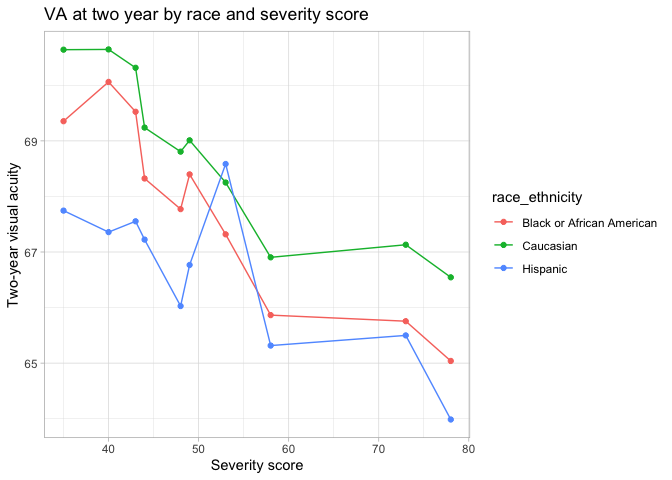 VA at two year by race and severity score
69
67
65
Two-year visual acuity
40
50
60
70
80
Severity score
race_ethnicity
Black or African American
Caucasian
Hispanic